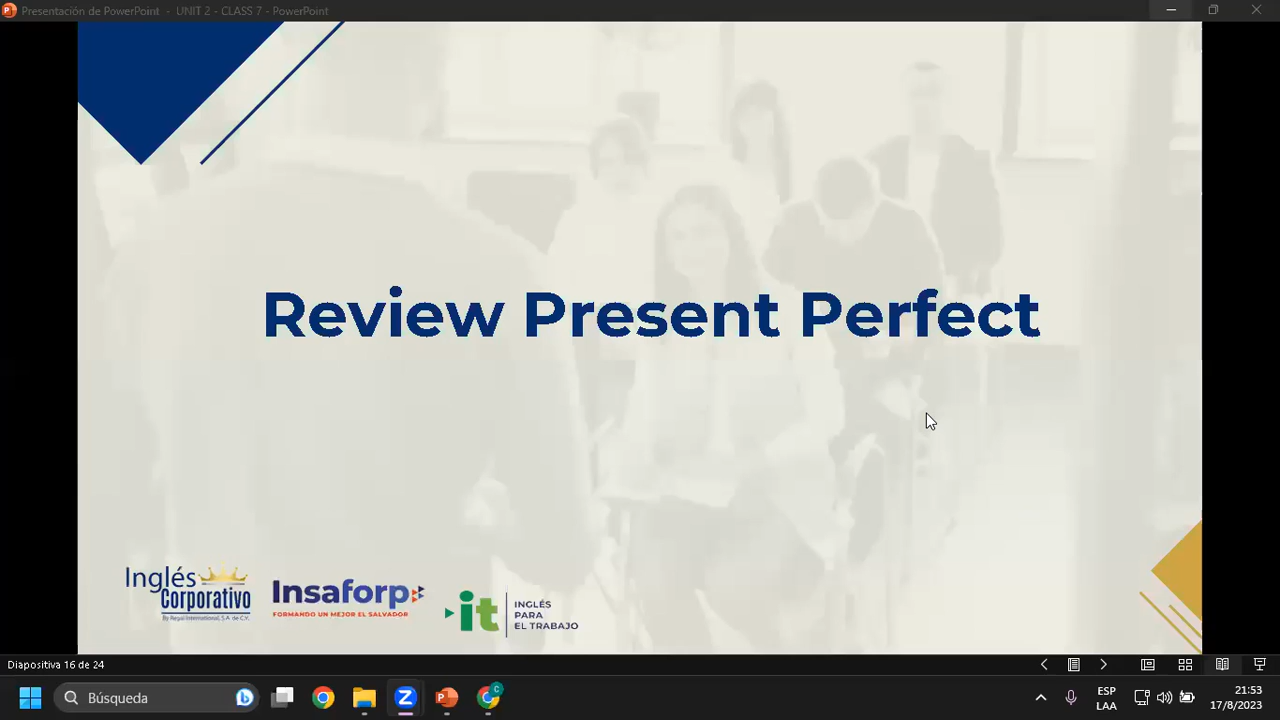 Presentación de PowerPoint - UNIT 2 - CLASS 7 - PowerPoint
Review Present Perfect
Inglés
Corporativo
By Regal International, S.A. de C.V.
Insaforp
FORMANDO UN MEJOR EL SALVADOR
it
INGLÉS
PARA
EL TRABAJO
Diapositiva 16 de 24
Búsqueda
ESP
LAA
21:53
17/8/2023